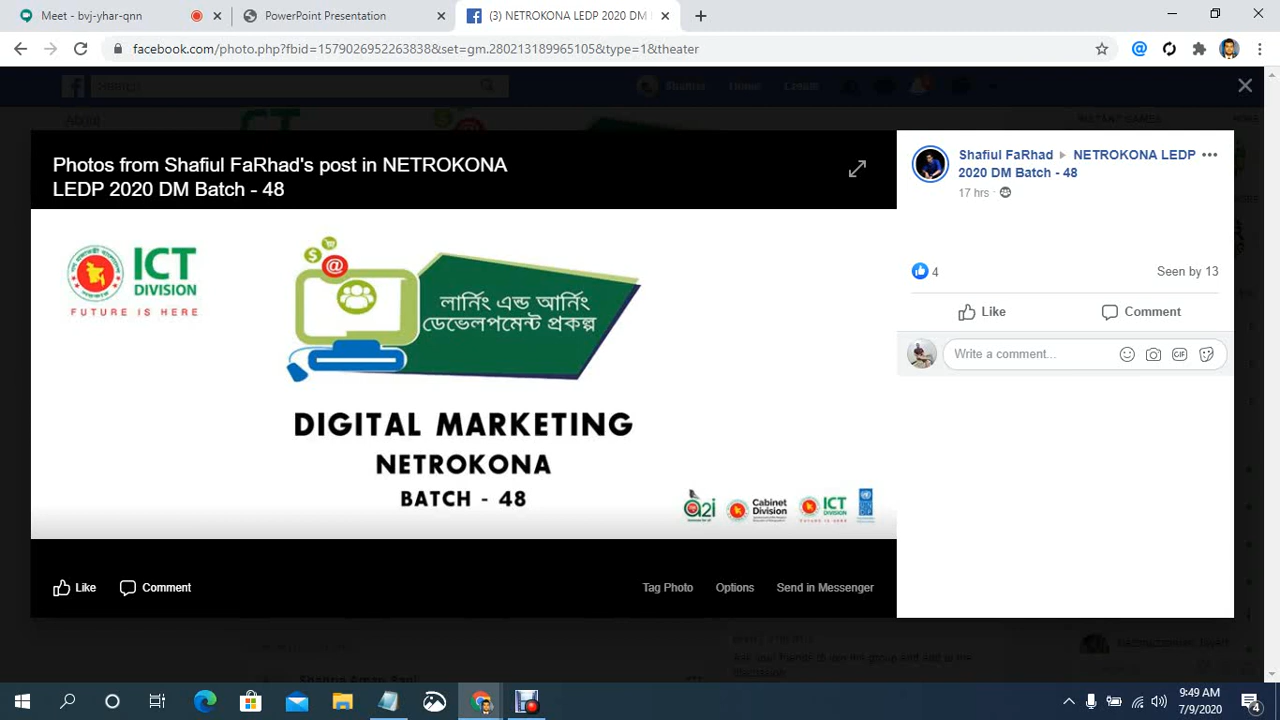 Meet - bvj-yhar-qnn
PowerPoint Presentation
(3) NETROKONA LEDP 2020 DM
facebook.com/photo.php?fbid=1579026952263838&set=gm.280213189965105&type=1&theater
About
Photos from Shafiul FaRhad's post in NETROKONA
LEDP 2020 DM Batch - 48
ICT
DIVISION
FUTURE IS HERE
লার্নিং এন্ড আর্নিং
ডেভেলপমেন্ট প্রকল্প
DIGITAL MARKETING
NETROKONA
BATCH - 48
a2i
Cabinet
Division
ICT
DIVISION
Like
Comment
Tag Photo
Options
Send in Messenger
Shafiul FaRhad
NETROKONA LEDP
2020 DM Batch - 48
17 hrs
4
Seen by 13
Like
Comment
Write a comment...
GIF
9:49 AM
7/9/2020
4